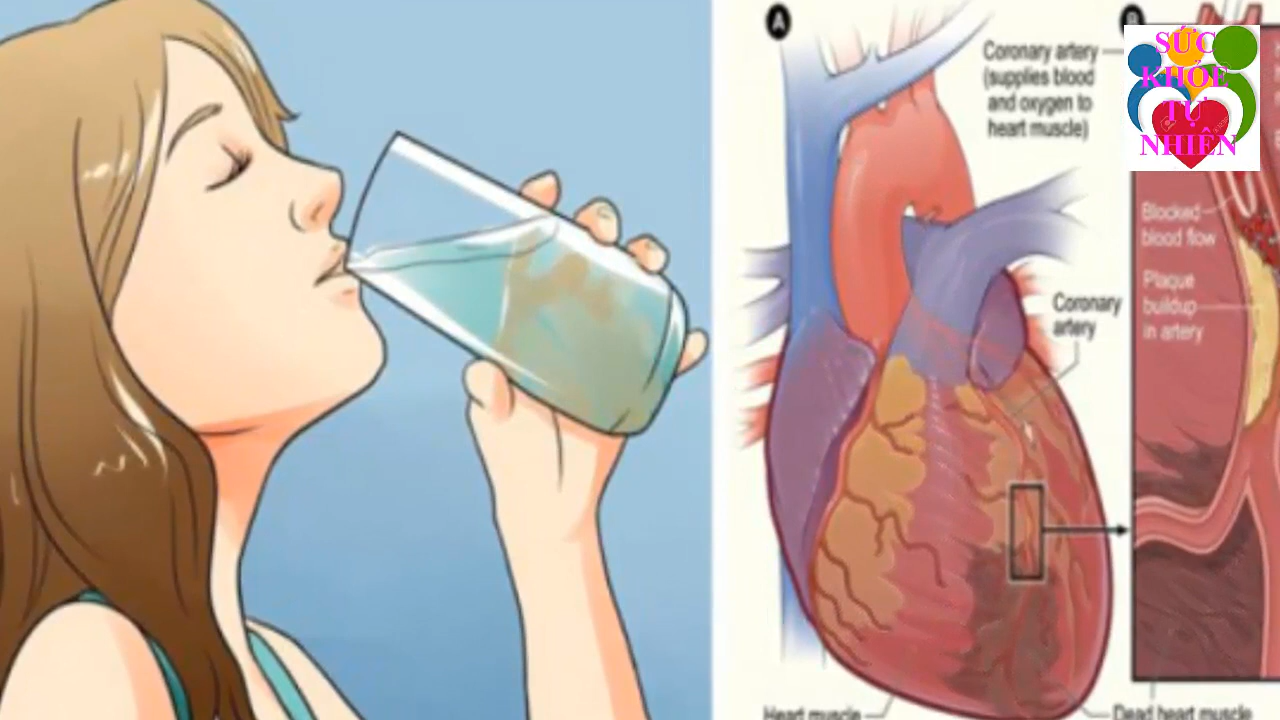 A
Coronary artery
(supplies blood
and oxygen to
heart muscle)
B
SỨC
KHỎE
TỰ
NHIÊN
Blocked
blood flow
Plaque
buildup
in artery
Coronary
artery
Heart muscle
Dead heart muscle